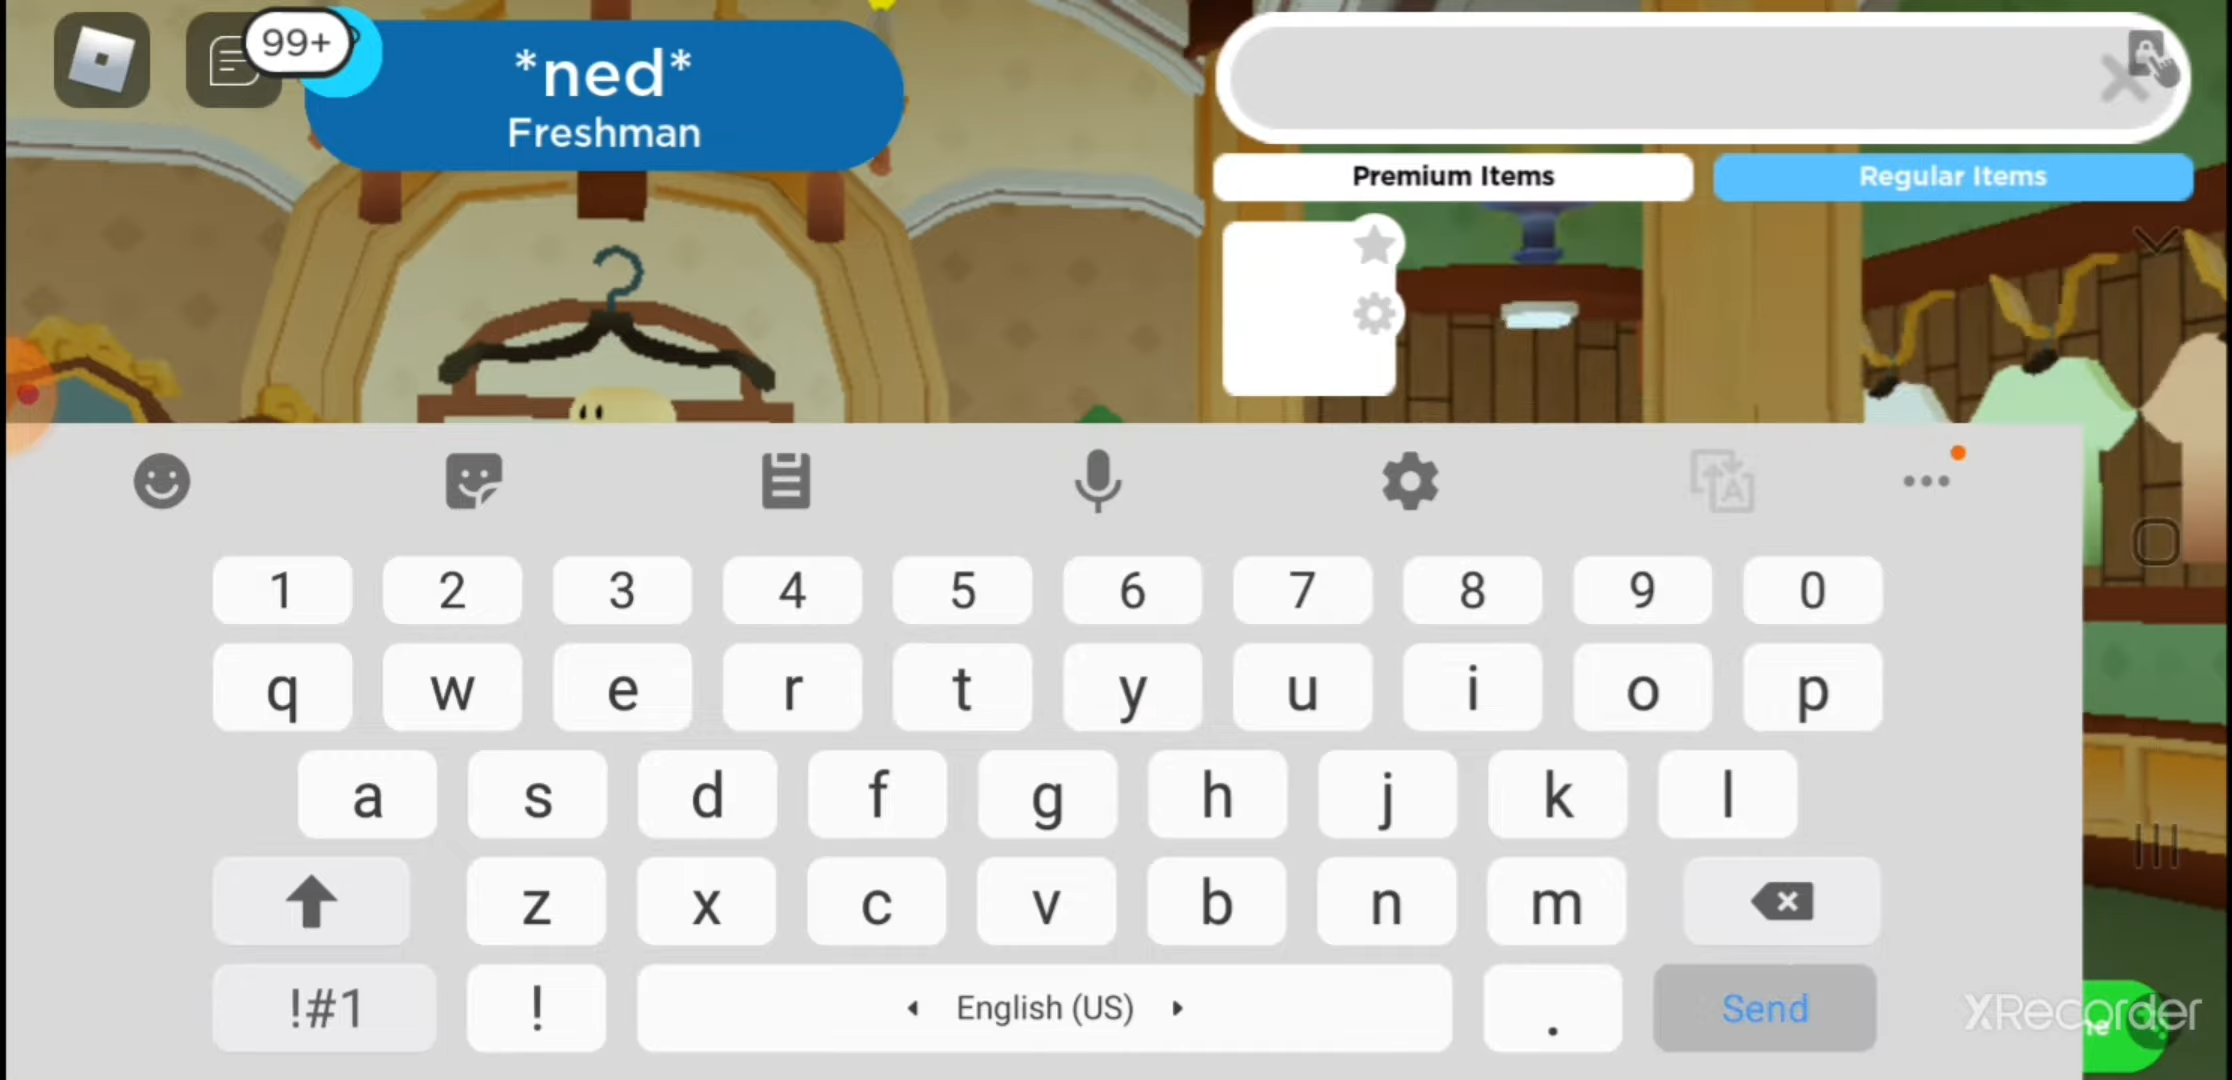 99+
*ned*
Freshman
Premium Items
Regular Items
1 2 3 4 5 6 7 8 9 0
q w e r t y u i o p
a s d f g h j k l
z x c v b n m
!#1 ! English (US) . Send
XRecorder